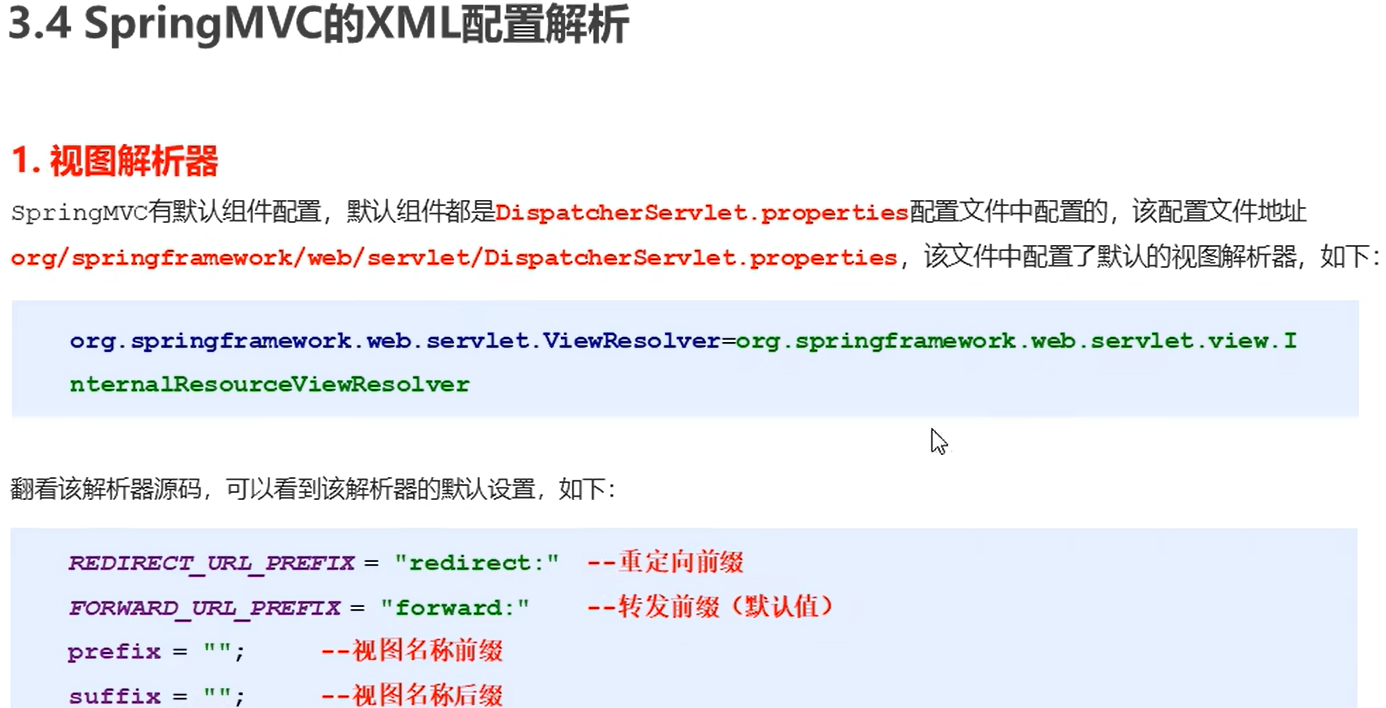 3.4 SpringMVC的XML配置解析
1. 视图解析器
SpringMVC有默认组件配置，默认组件都是DispatcherServlet.properties配置文件中配置的，该配置文件地址
org/springframework/web/servlet/DispatcherServlet.properties，该文件中配置了默认的视图解析器，如下：
org.springframework.web.servlet.ViewResolver=org.springframework.web.servlet.view.I
nternalResourceViewResolver
翻看该解析器源码，可以看到该解析器的默认设置，如下：
REDIRECT_URL_PREFIX = "redirect:" --重定向前缀
FORWARD_URL_PREFIX = "forward:" --转发前缀（默认值）
prefix = ""; --视图名称前缀
suffix = ""; --视图名称后缀